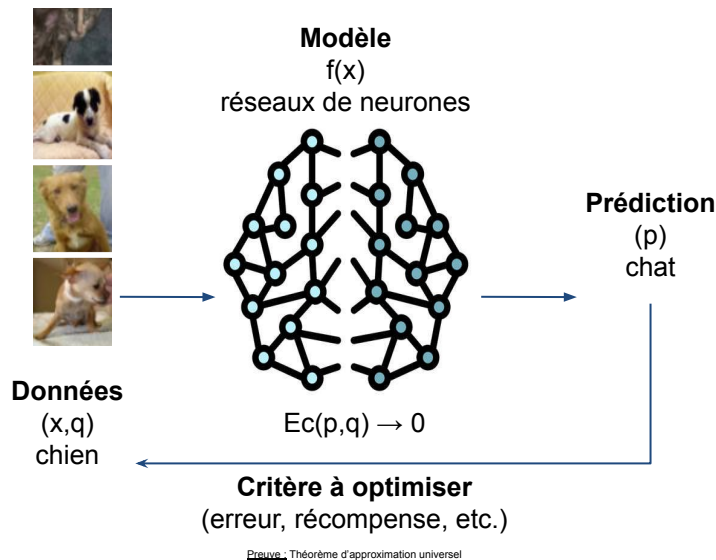 Modèle
f(x)
réseaux de neurones
Prédiction
(p)
chat
Données
(x,q)
chien
Ec(p,q) → 0
Critère à optimiser
(erreur, récompense, etc.)
Preuve : Théorème d'approximation universel